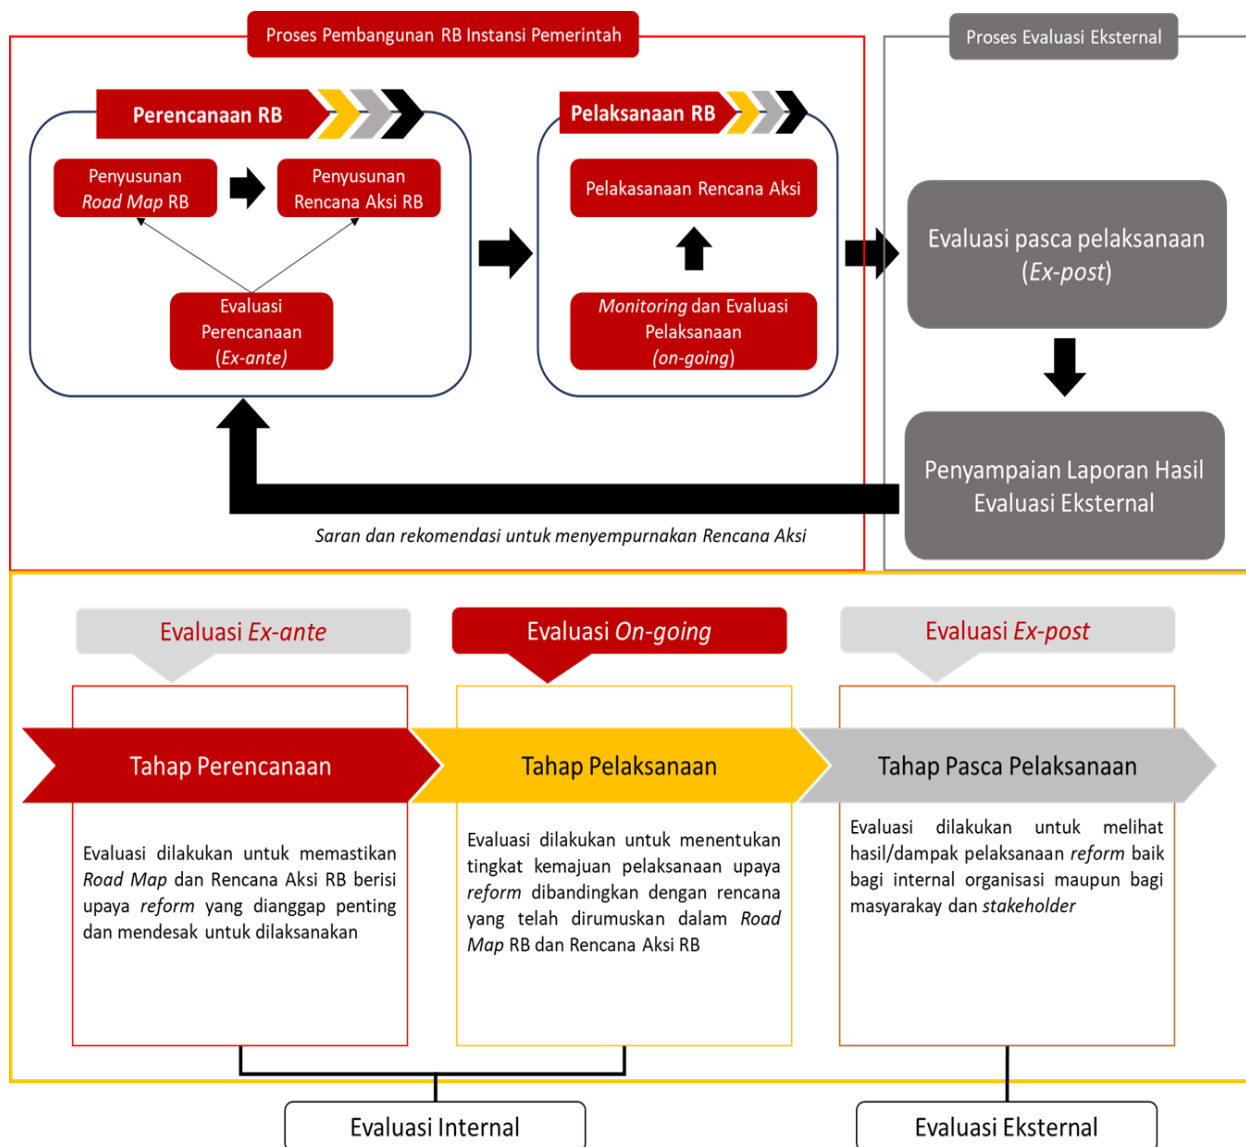 Proses Pembangunan RB Instansi Pemerintah
Proses Evaluasi Eksternal
Perencanaan RB
Pelaksanaan RB
Penyusunan
Road Map RB
Penyusunan
Rencana Aksi RB
Evaluasi
Perencanaan
(Ex-ante)
Pelakasanaan Rencana Aksi
Monitoring dan Evaluasi
Pelaksanaan
(on-going)
Evaluasi pasca pelaksanaan
(Ex-post)
Penyampaian Laporan Hasil
Evaluasi Eksternal
Saran dan rekomendasi untuk menyempurnakan Rencana Aksi
Evaluasi Ex-ante
Evaluasi On-going
Evaluasi Ex-post
Tahap Perencanaan
Tahap Pelaksanaan
Tahap Pasca Pelaksanaan
Evaluasi dilakukan untuk memastikan
Road Map dan Rencana Aksi RB berisi
upaya reform yang dianggap penting
dan mendesak untuk dilaksanakan
Evaluasi dilakukan untuk menentukan
tingkat kemajuan pelaksanaan upaya
reform dibandingkan dengan rencana
yang telah dirumuskan dalam Road
Map RB dan Rencana Aksi RB
Evaluasi dilakukan untuk melihat
hasil/dampak pelaksanaan reform baik
bagi internal organisasi maupun bagi
masyarakay dan stakeholder
Evaluasi Internal
Evaluasi Eksternal